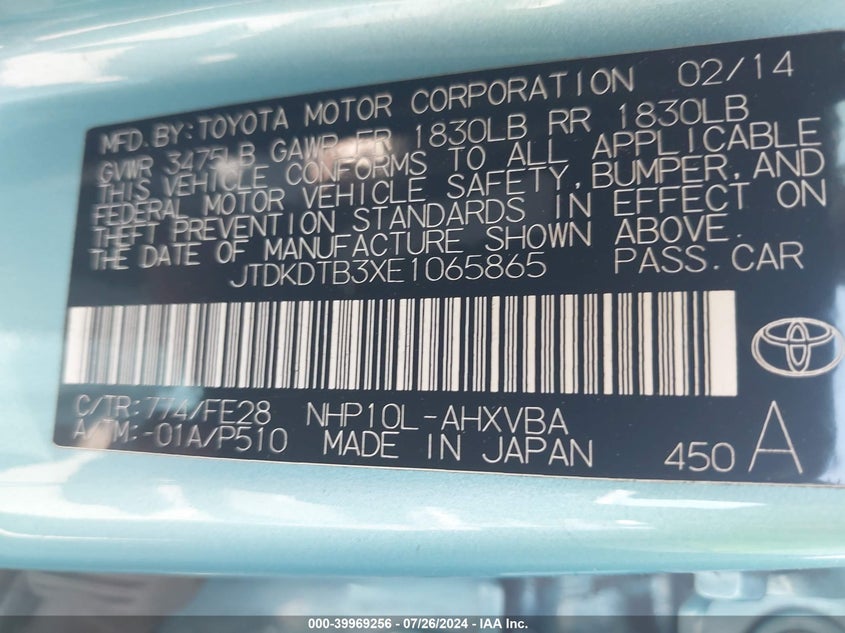 MFD.BY:TOYOTA MOTOR CORPORATION 02/14
GVWR 3475LB GAWR FR 1830LB RR 1830LB
THIS VEHICLE CONFORMS TO ALL APPLICABLE
FEDERAL MOTOR VEHICLE SAFETY,BUMPER,AND
THEFT PREVENTION STANDARDS IN EFFECT ON
THE DATE OF MANUFACTURE SHOWN ABOVE.
JTDKDTB3XE1065865 PASS.CAR
C/TR:774/FE28 NHP10L-AHXVBA
A/TM:-01A/P510 MADE IN JAPAN 450 A
000-39969256 - 07/26/2024 - IAA Inc.